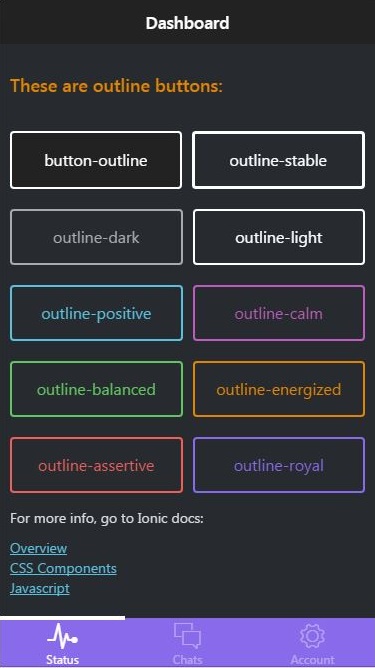 Dashboard
These are outline buttons:
button-outline
outline-stable
outline-dark
outline-light
outline-positive
outline-calm
outline-balanced
outline-energized
outline-assertive
outline-royal
For more info, go to Ionic docs:
Overview
CSS Components
Javascript
Status
Chats
Account